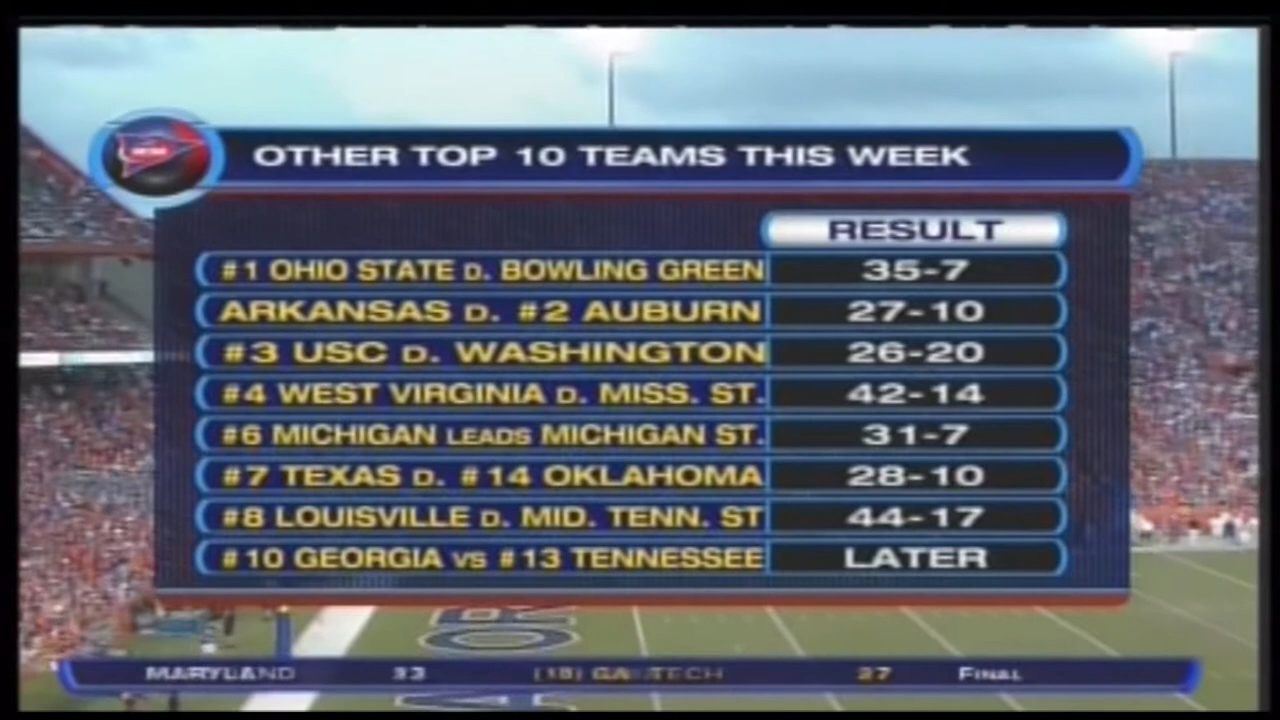 OTHER TOP 10 TEAMS THIS WEEK
RESULT
#1 OHIO STATE D. BOWLING GREEN 35-7
ARKANSAS D. #2 AUBURN 27-10
#3 USC D. WASHINGTON 26-20
#4 WEST VIRGINIA D. MISS. ST. 42-14
#6 MICHIGAN LEADS MICHIGAN ST. 31-7
#7 TEXAS D. #14 OKLAHOMA 28-10
#8 LOUISVILLE D. MID. TENN. ST 44-17
#10 GEORGIA VS #13 TENNESSEE LATER
MARYLAND 23 (18) GA TECH 27 FINAL